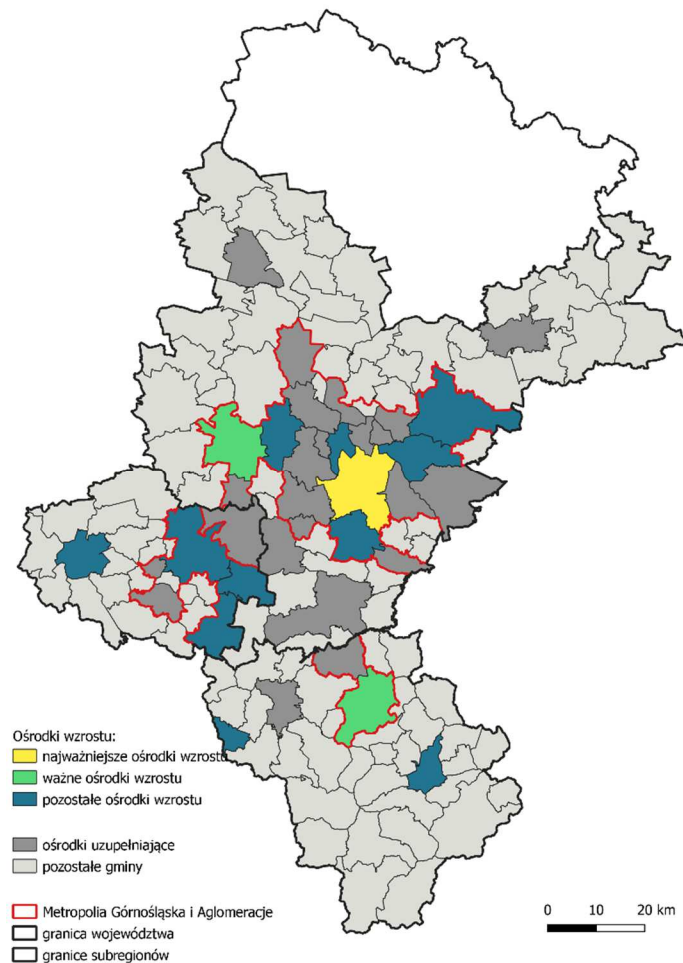 Ośrodki wzrostu:
najważniejsze ośrodki wzrostu
ważne ośrodki wzrostu
pozostałe ośrodki wzrostu
ośrodki uzupełniające
pozostałe gminy
Metropolia Górnośląska i Aglomeracje
granica województwa
granice subregionów
0 10 20 km